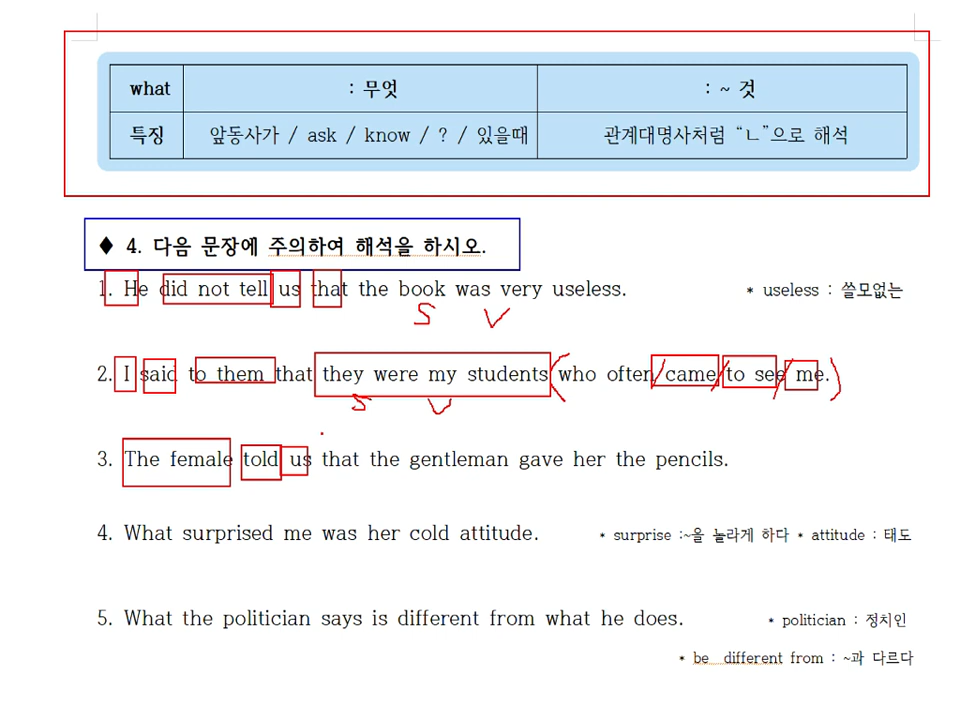 what : 무엇 : ~ 것
특징 앞동사가 / ask / know / ? / 있을때 관계대명사처럼 “ㄴ”으로 해석
♦ 4. 다음 문장에 주의하여 해석을 하시오.
1. He did not tell us that the book was very useless. * useless : 쓸모없는
S V
2. I said to them that they were my students who often came to see me.
S V
3. The female told us that the gentleman gave her the pencils.
4. What surprised me was her cold attitude. * surprise :~을 놀라게 하다 * attitude : 태도
5. What the politician says is different from what he does. * politician : 정치인
* be different from : ~과 다르다